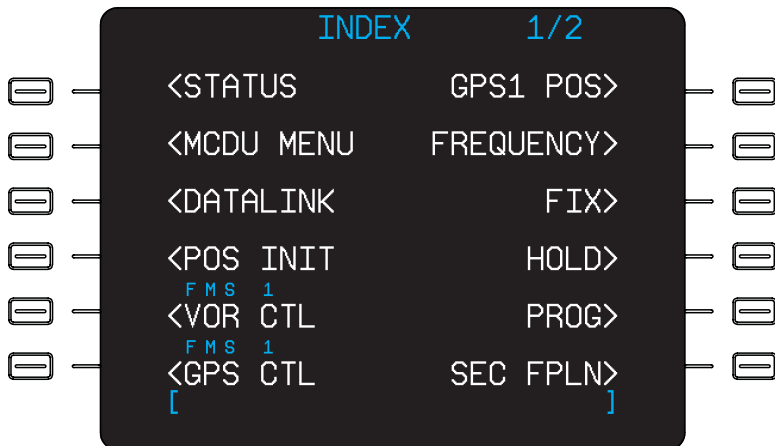 INDEX 1/2
<STATUS GPS1 POS>
<MCDU MENU FREQUENCY>
<DATALINK FIX>
<POS INIT HOLD>
FMS 1
<VOR CTL PROG>
FMS 1
<GPS CTL SEC FPLN>
[ ]